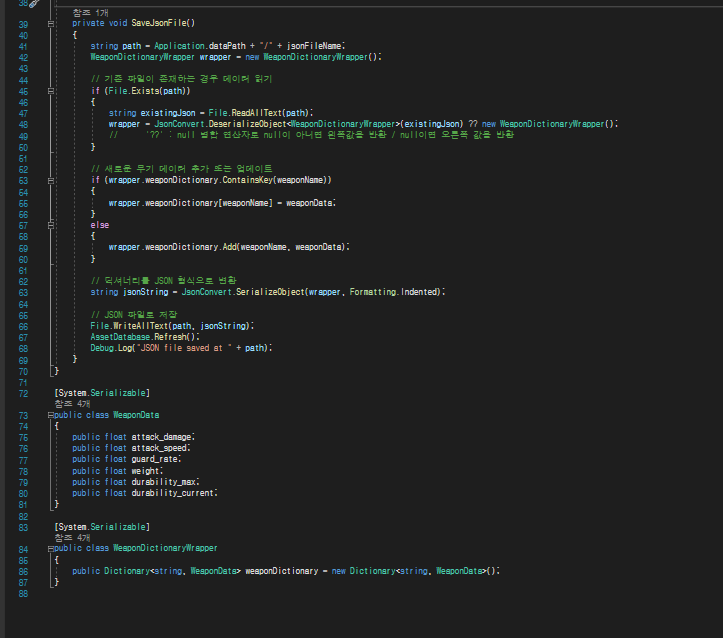 38
참조 1개
39 private void SaveJsonFile()
40 {
41 string path = Application.dataPath + "/" + jsonFileName;
42 WeaponDictionaryWrapper wrapper = new WeaponDictionaryWrapper();
43
44 // 기존 파일이 존재하는 경우 데이터 읽기
45 if (File.Exists(path))
46 {
47 string existingJson = File.ReadAllText(path);
48 wrapper = JsonConvert.DeserializeObject<WeaponDictionaryWrapper>(existingJson) ?? new WeaponDictionaryWrapper();
49 // '??' : null 병합 연산자로 null이 아니면 왼쪽값을 반환 / null이면 오른쪽 값을 반환
50 }
51
52 // 새로운 무기 데이터 추가 또는 업데이트
53 if (wrapper.weaponDictionary.ContainsKey(weaponName))
54 {
55 wrapper.weaponDictionary[weaponName] = weaponData;
56 }
57 else
58 {
59 wrapper.weaponDictionary.Add(weaponName, weaponData);
60 }
61
62 // 딕셔너리를 JSON 형식으로 변환
63 string jsonString = JsonConvert.SerializeObject(wrapper, Formatting.Indented);
64
65 // JSON 파일로 저장
66 File.WriteAllText(path, jsonString);
67 AssetDatabase.Refresh();
68 Debug.Log("JSON file saved at " + path);
69 }
70 }
71
72 [System.Serializable]
참조 4개
73 public class WeaponData
74 {
75 public float attack_damage;
76 public float attack_speed;
77 public float guard_rate;
78 public float weight;
79 public float durability_max;
80 public float durability_current;
81 }
82
83 [System.Serializable]
참조 4개
84 public class WeaponDictionaryWrapper
85 {
86 public Dictionary<string, WeaponData> weaponDictionary = new Dictionary<string, WeaponData>();
87 }
88